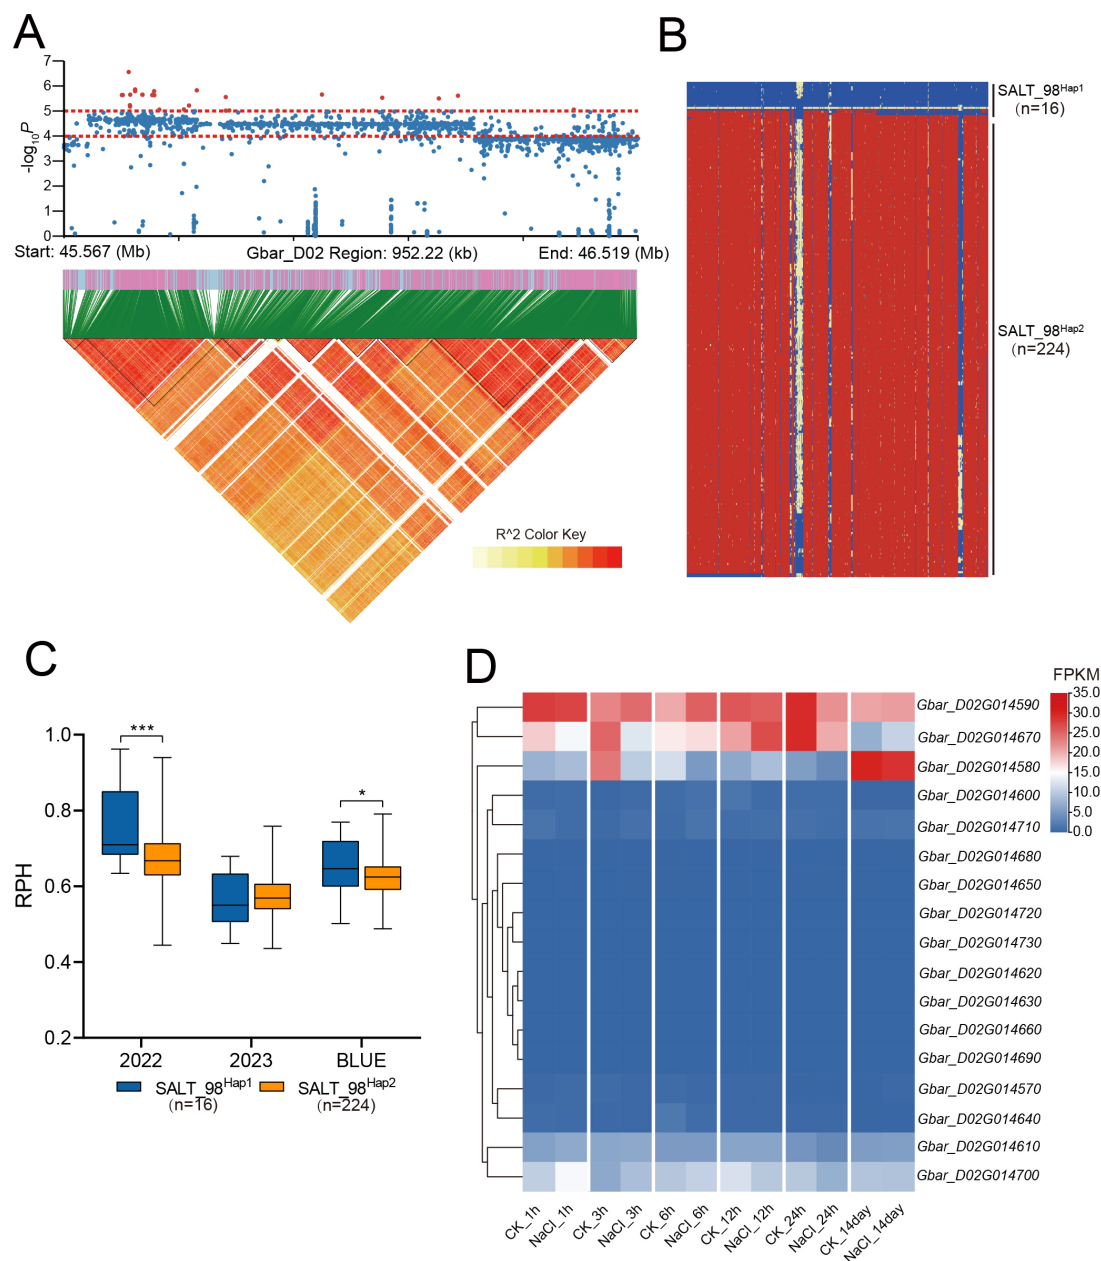 A
7
6
5
4
3
2
1
0
-log10P
Start: 45.567 (Mb)
Gbar_D02 Region: 952.22 (kb)
End: 46.519 (Mb)
R^2 Color Key
B
SALT_98Hap1
(n=16)
SALT_98Hap2
(n=224)
C
1.0
0.8
0.6
0.4
0.2
RPH
***
*
2022
2023
BLUE
SALT_98Hap1
(n=16)
SALT_98Hap2
(n=224)
D
FPKM
35.0
30.0
25.0
20.0
15.0
10.0
5.0
0.0
Gbar_D02G014590
Gbar_D02G014670
Gbar_D02G014580
Gbar_D02G014600
Gbar_D02G014710
Gbar_D02G014680
Gbar_D02G014650
Gbar_D02G014720
Gbar_D02G014730
Gbar_D02G014620
Gbar_D02G014630
Gbar_D02G014660
Gbar_D02G014690
Gbar_D02G014570
Gbar_D02G014640
Gbar_D02G014610
Gbar_D02G014700
CK_1h
NaCl_1h
CK_3h
NaCl_3h
CK_6h
NaCl_6h
CK_12h
NaCl_12h
CK_24h
NaCl_24h
CK_14day
NaCl_14day